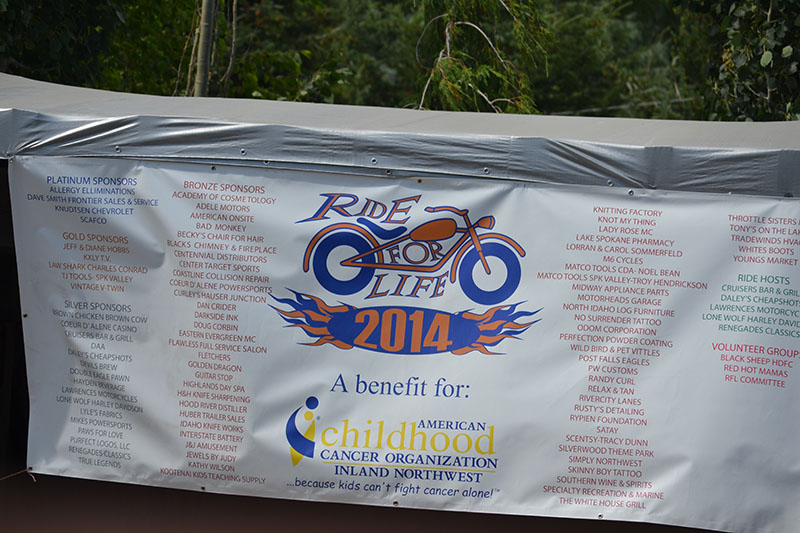 PLATINUM SPONSORS
ALLERGY ELLIMINATIONS
DAVE SMITH FRONTIER SALES & SERVICE
KNUDTSEN CHEVROLET
SCAFCO
GOLD SPONSORS
JEFF & DIANE HOBBS
KXLY T.V.
LAW SHARK CHARLES CONRAD
TJ TOOLS- SPK VALLEY
VINTAGE V-TWIN
SILVER SPONSORS
BROWN CHICKEN BROWN COW
COEUR D' ALENE CASINO
CRUISERS BAR & GRILL
DAA
DALEY'S CHEAPSHOTS
DEVILS BREW
DOUBLE EAGLE PAWN
HAYDEN BEVERAGE
LAWRENCES MOTORCYCLES
LONE WOLF HARLEY DAVIDSON
LYLE'S FABRICS
MIKES POWERSPORTS
PAWS FOR LOVE
PURFECT LOGOS, LLC
RENEGADES CLASSICS
TRUE LEGENDS
BRONZE SPONSORS
ACADEMY OF COSMETOLOGY
ADELE MOTORS
AMERICAN ONSITE
BAD MONKEY
BECKY'S CHAIR FOR HAIR
BLACKS CHIMNEY & FIREPLACE
CENTENNIAL DISTRIBUTORS
CENTER TARGET SPORTS
COASTLINE COLLISION REPAIR
COEUR D'ALENE POWERSPORTS
CURLEY'S HAUSER JUNCTION
DAN CRIDER
DARKSIDE INK
DOUG CORBIN
EASTERN EVERGREEN MC
FLAWLESS FULL SERVICE SALON
FLETCHERS
GOLDEN DRAGON
GUITAR STOP
HIGHLANDS DAY SPA
H&H KNIFE SHARPENING
HOOD RIVER DISTILLER
HUBER TRAILER SALES
IDAHO KNIFE WORKS
INTERSTATE BATTERY
J&J AMUSEMENT
JEWELS BY JUDY
KATHY WILSON
KOOTENAI KIDS TEACHING SUPPLY
RIDE
FOR
LIFE
2014
A benefit for:
AMERICAN
childhood
CANCER ORGANIZATION
INLAND NORTHWEST
...because kids can't fight cancer alone!™
KNITTING FACTORY
KNOT MY THING
LADY ROSE MC
LAKE SPOKANE PHARMACY
LORRAN & CAROL SOMMERFELD
M6 CYCLES
MATCO TOOLS CDA- NOEL BEAN
MATCO TOOLS SPK VALLEY-TROY HENDRICKSON
MIDWAY APPLIANCE PARTS
MOTORHEADS GARAGE
NORTH IDAHO LOG FURNITURE
NO SURRENDER TATTOO
ODOM CORPORATION
PERFECTION POWDER COATING
WILD BIRD & PET VITTLES
POST FALLS EAGLES
PW CUSTOMS
RANDY CURL
RELAX & TAN
RIVERCITY LANES
RUSTY'S DETAILING
RYPIEN FOUNDATION
SATAY
SCENTSY-TRACY DUNN
SILVERWOOD THEME PARK
SIMPLY NORTHWEST
SKINNY BOY TATTOO
SOUTHERN WINE & SPIRITS
SPECIALTY RECREATION & MARINE
THE WHITE HOUSE GRILL
THROTTLE SISTERS
TONY'S ON THE LAK
TRADEWINDS HVA
WHITES BOOTS
YOUNGS MARKET
RIDE HOSTS
CRUISERS BAR & GRIL
DALEY'S CHEAPSHOT
LAWRENCES MOTORCYC
LONE WOLF HARLEY DAVID
RENEGADES CLASSICS
VOLUNTEER GROUP
BLACK SHEEP HDFC
RED HOT MAMAS
RFL COMMITTEE